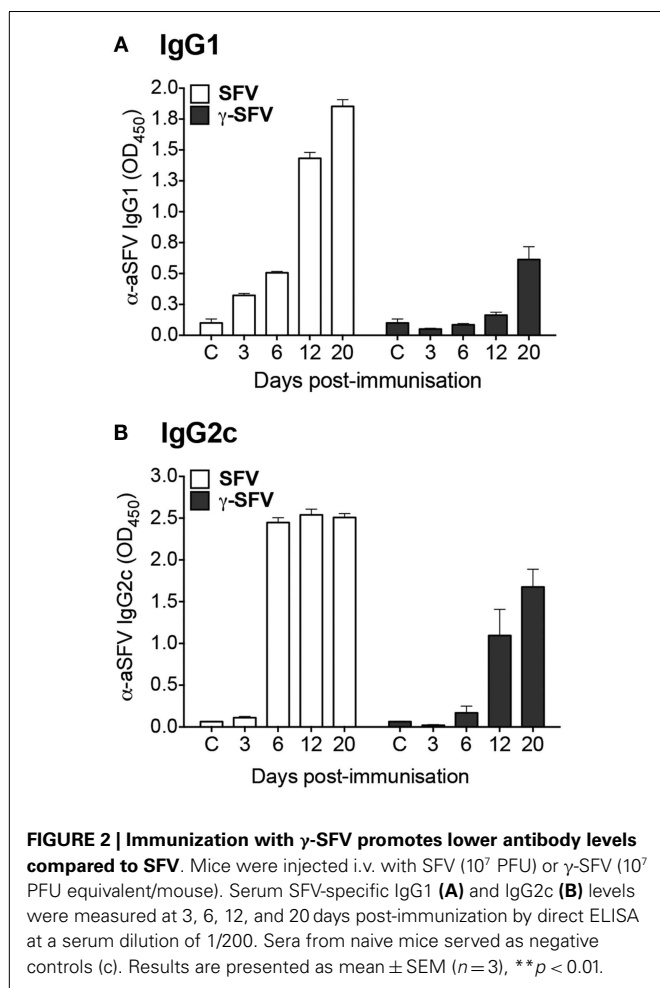 A IgG1
SFV
γ-SFV
α-aSFV IgG1 (OD450)
2.0
1.8
1.5
1.3
1.0
0.8
0.5
0.3
0.0
C 3 6 12 20 C 3 6 12 20
Days post-immunisation
B IgG2c
SFV
γ-SFV
α-aSFV IgG2c (OD450)
3.0
2.5
2.0
1.5
1.0
0.5
0.0
C 3 6 12 20 C 3 6 12 20
Days post-immunisation
FIGURE 2 | Immunization with γ-SFV promotes lower antibody levels
compared to SFV. Mice were injected i.v. with SFV (10⁷ PFU) or γ-SFV (10⁷
PFU equivalent/mouse). Serum SFV-specific IgG1 (A) and IgG2c (B) levels
were measured at 3, 6, 12, and 20 days post-immunization by direct ELISA
at a serum dilution of 1/200. Sera from naive mice served as negative
controls (c). Results are presented as mean ± SEM (n = 3), **p < 0.01.